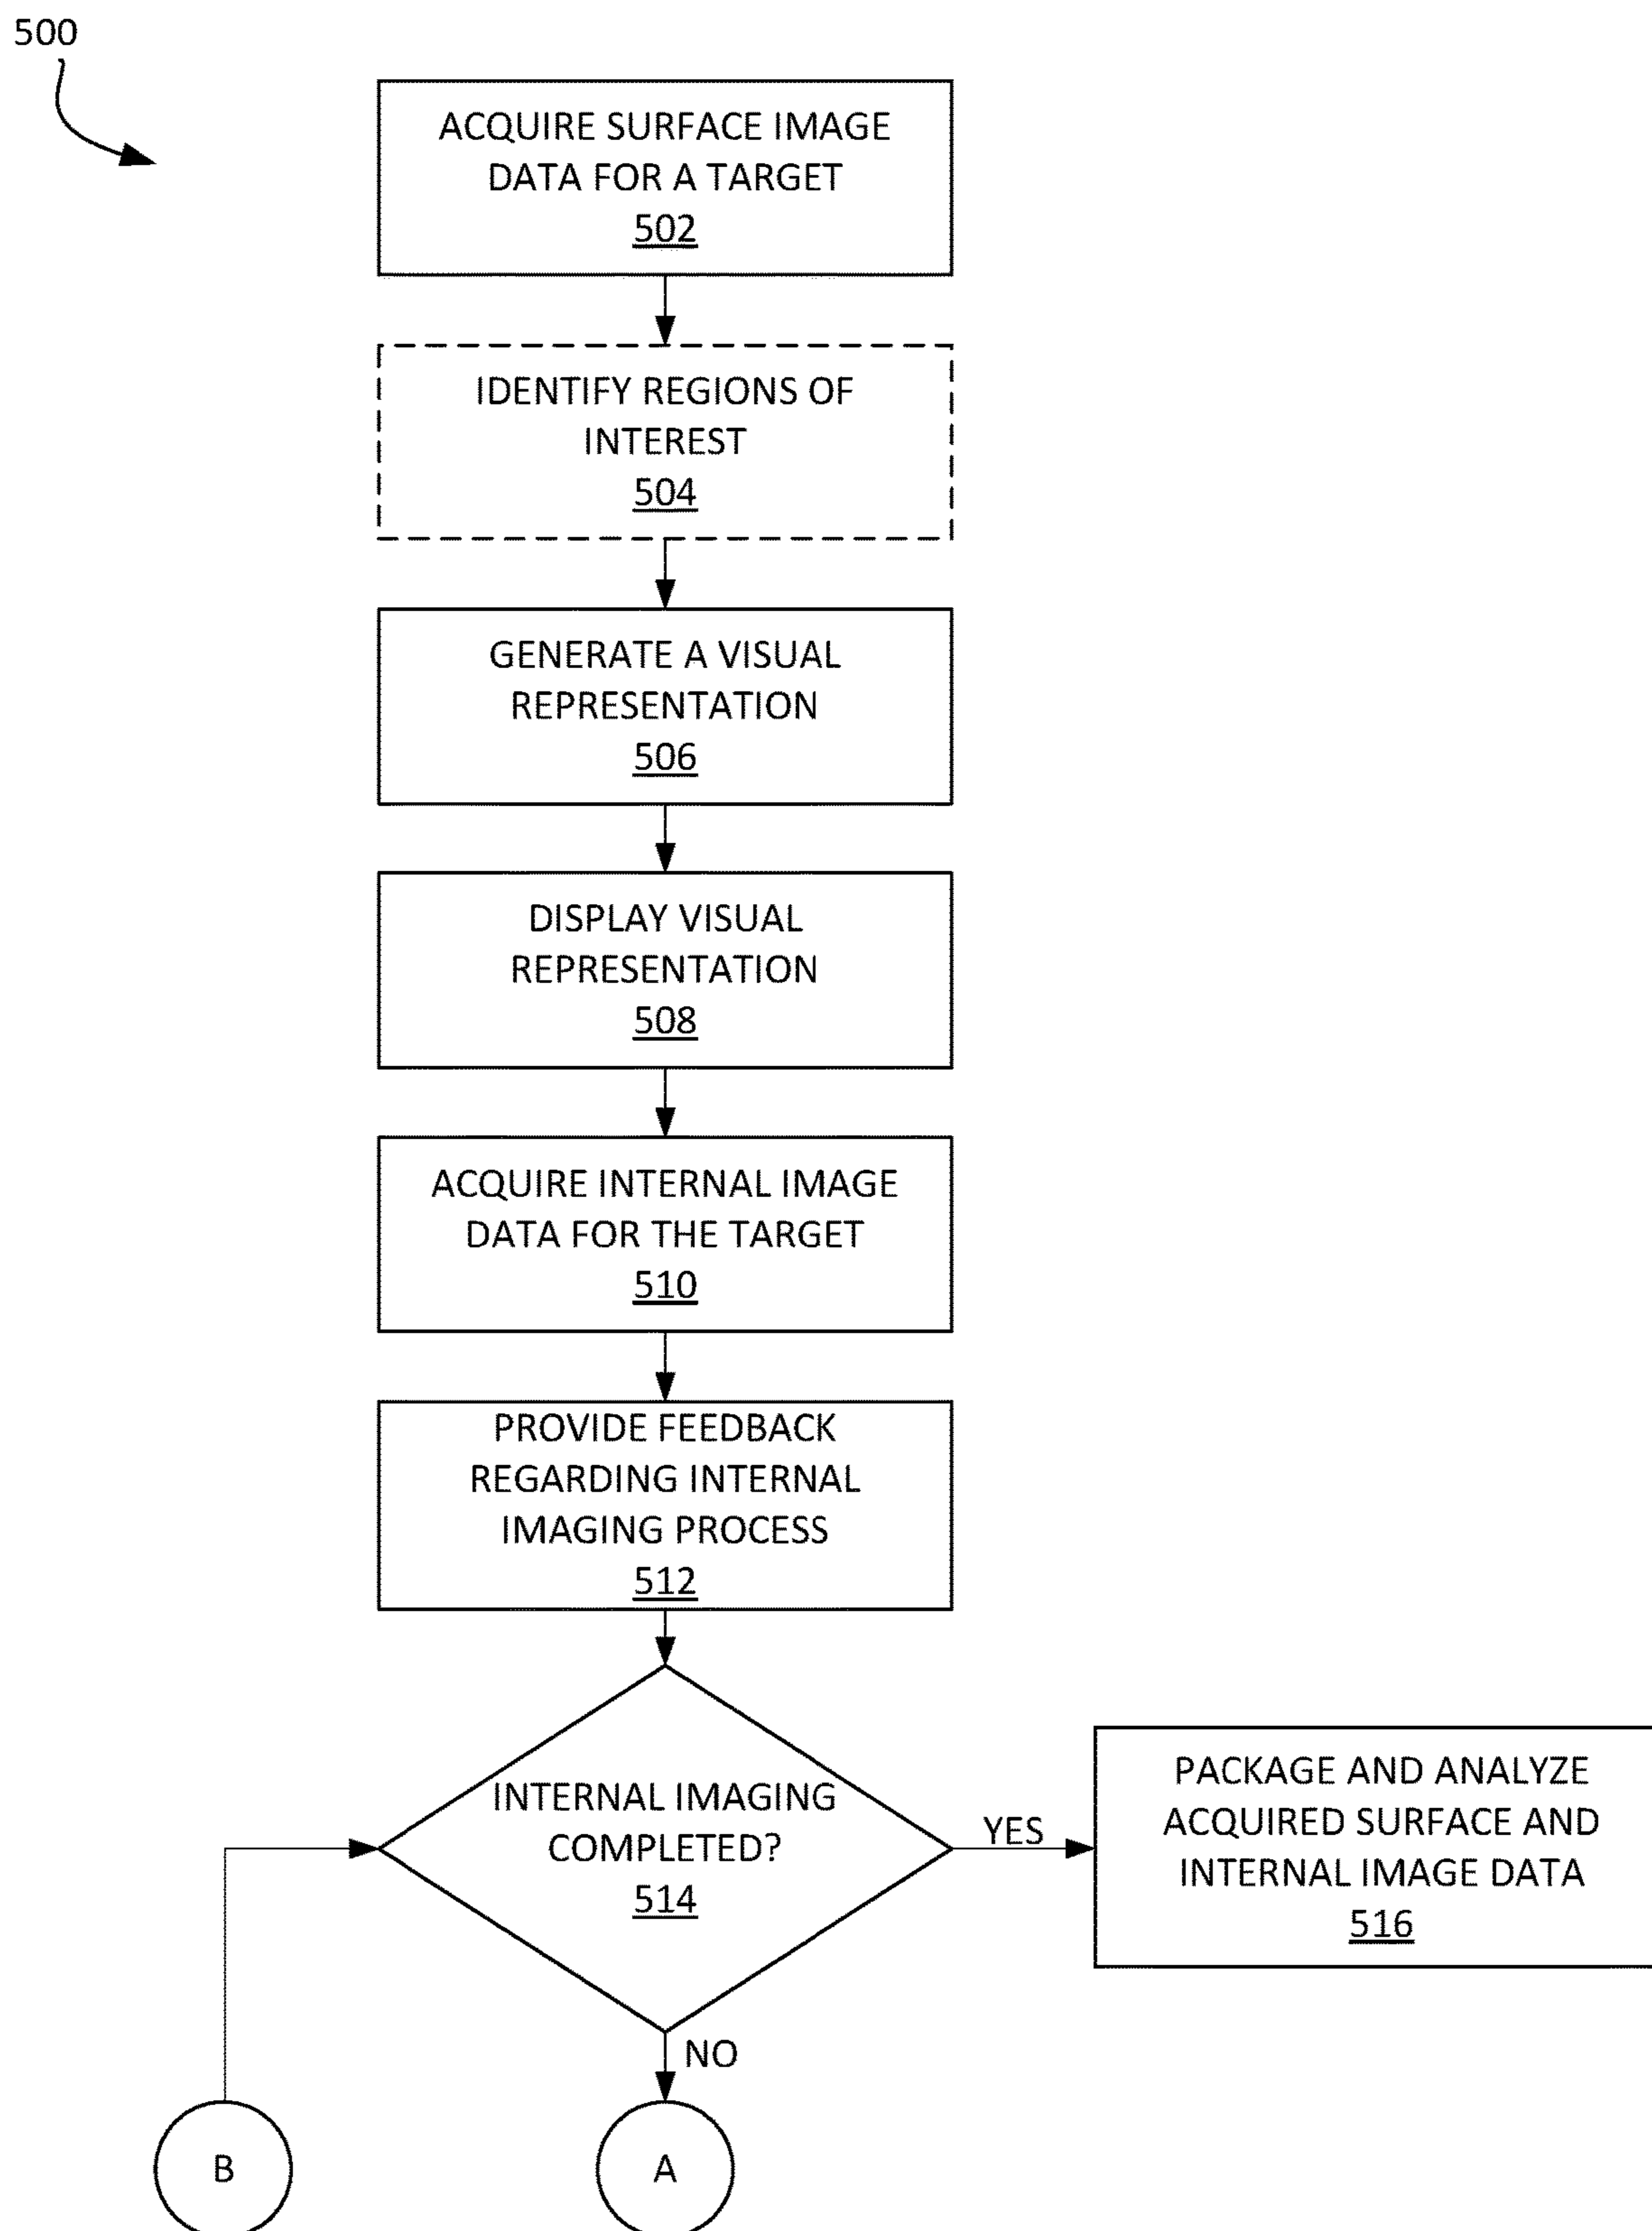 500
ACQUIRE SURFACE IMAGE
DATA FOR A TARGET
502
IDENTIFY REGIONS OF
INTEREST
504
GENERATE A VISUAL
REPRESENTATION
506
DISPLAY VISUAL
REPRESENTATION
508
ACQUIRE INTERNAL IMAGE
DATA FOR THE TARGET
510
PROVIDE FEEDBACK
REGARDING INTERNAL
IMAGING PROCESS
512
INTERNAL IMAGING
COMPLETED?
514
YES
PACKAGE AND ANALYZE
ACQUIRED SURFACE AND
INTERNAL IMAGE DATA
516
NO
B
A